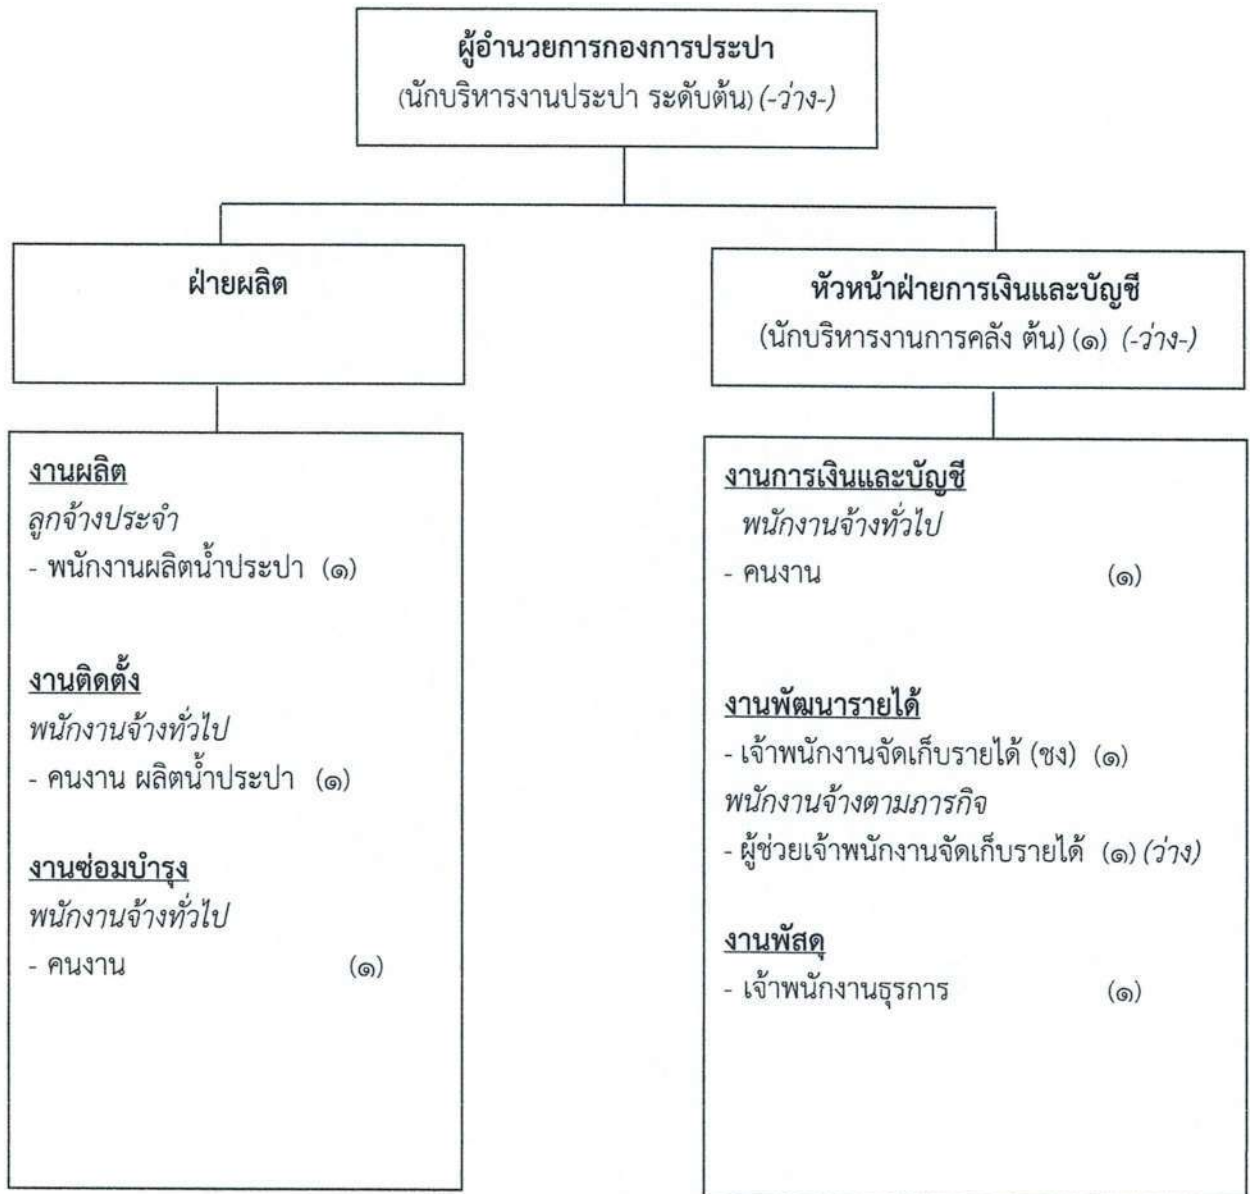 ผู้อำนวยการกองการประปา
(นักบริหารงานประปา ระดับต้น) (-ว่าง-)
ฝ่ายผลิต
หัวหน้าฝ่ายการเงินและบัญชี
(นักบริหารงานการคลัง ต้น) (๑) (-ว่าง-)
งานผลิต
ลูกจ้างประจำ
- พนักงานผลิตน้ำประปา (๑)
งานติดตั้ง
พนักงานจ้างทั่วไป
- คนงาน ผลิตน้ำประปา (๑)
งานซ่อมบำรุง
พนักงานจ้างทั่วไป
- คนงาน (๑)
งานการเงินและบัญชี
พนักงานจ้างทั่วไป
- คนงาน (๑)
งานพัฒนารายได้
- เจ้าพนักงานจัดเก็บรายได้ (ชง) (๑)
พนักงานจ้างตามภารกิจ
- ผู้ช่วยเจ้าพนักงานจัดเก็บรายได้ (๑) (ว่าง)
งานพัสดุ
- เจ้าพนักงานธุรการ (๑)